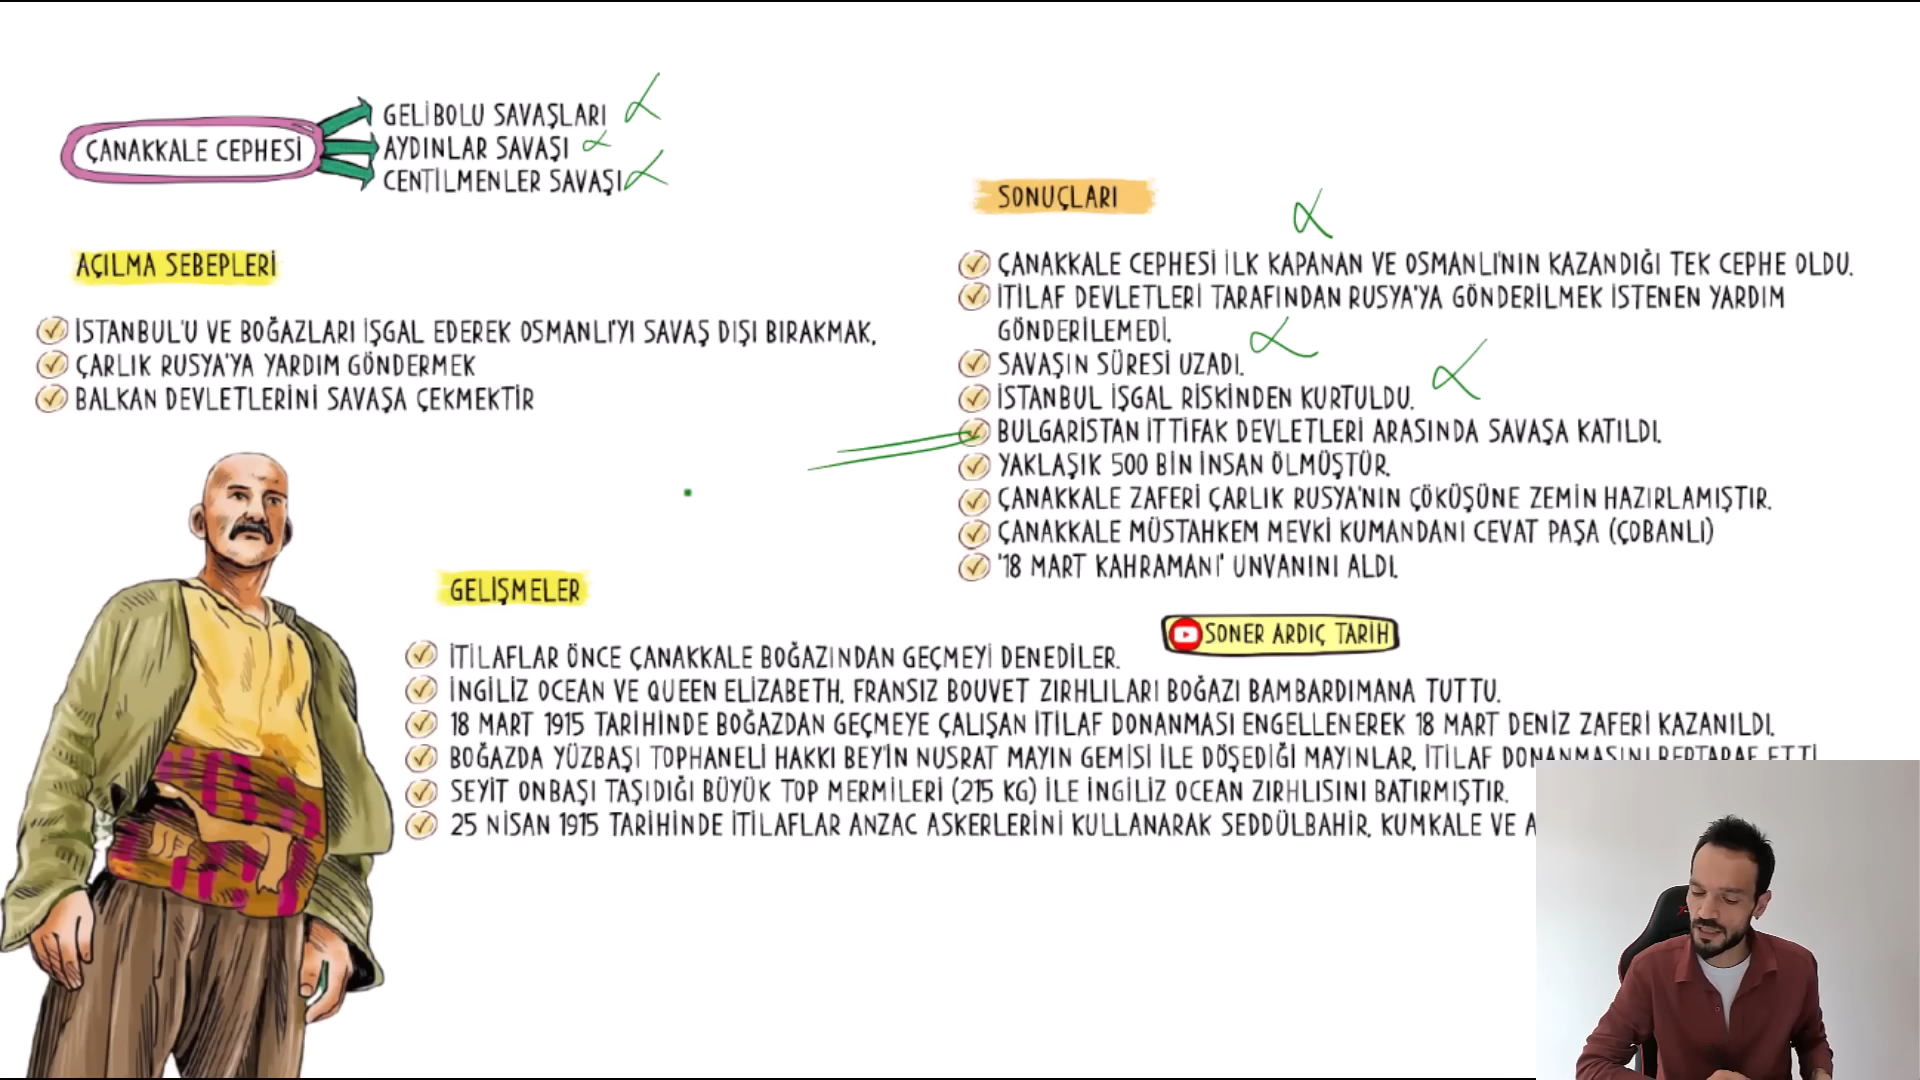 ÇANAKKALE CEPHESİ
GELİBOLU SAVAŞLARI
AYDINLAR SAVAŞI
CENTİLMENLER SAVAŞI
AÇILMA SEBEPLERİ
İSTANBUL'U VE BOĞAZLARI İŞGAL EDEREK OSMANLI'YI SAVAŞ DIŞI BIRAKMAK,
ÇARLIK RUSYA'YA YARDIM GÖNDERMEK
BALKAN DEVLETLERİNİ SAVAŞA ÇEKMEKTİR
SONUÇLARI
ÇANAKKALE CEPHESİ İLK KAPANAN VE OSMANLI'NIN KAZANDIĞI TEK CEPHE OLDU.
İTİLAF DEVLETLERİ TARAFINDAN RUSYA'YA GÖNDERİLMEK İSTENEN YARDIM
GÖNDERİLEMEDİ.
SAVAŞIN SÜRESİ UZADI.
İSTANBUL İŞGAL RİSKİNDEN KURTULDU.
BULGARİSTAN İTTİFAK DEVLETLERİ ARASINDA SAVAŞA KATILDI.
YAKLAŞIK 500 BİN İNSAN ÖLMÜŞTÜR.
ÇANAKKALE ZAFERİ ÇARLIK RUSYA'NIN ÇÖKÜŞÜNE ZEMİN HAZIRLAMIŞTIR.
ÇANAKKALE MÜSTAHKEM MEVKİ KUMANDANI CEVAT PAŞA (ÇOBANLI)
'18 MART KAHRAMANI' UNVANINI ALDI.
GELİŞMELER
SONER ARDIÇ TARİH
İTİLAFLAR ÖNCE ÇANAKKALE BOĞAZINDAN GEÇMEYİ DENEDİLER.
İNGİLİZ OCEAN VE QUEEN ELİZABETH, FRANSIZ BOUVET ZIRHLILARI BOĞAZI BAMBARDIMANA TUTTU.
18 MART 1915 TARİHİNDE BOĞAZDAN GEÇMEYE ÇALIŞAN İTİLAF DONANMASI ENGELLENEREK 18 MART DENİZ ZAFERİ KAZANILDI.
BOĞAZDA YÜZBAŞI TOPHANELİ HAKKI BEY'İN NUSRAT MAYIN GEMİSİ İLE DÖŞEDİĞİ MAYINLAR, İTİLAF DONANMASINI BERTARAF ETTİ
SEYİT ONBAŞI TAŞIDIĞI BÜYÜK TOP MERMİLERİ (215 KG) İLE İNGİLİZ OCEAN ZIRHLISINI BATIRMIŞTIR.
25 NİSAN 1915 TARİHİNDE İTİLAFLAR ANZAC ASKERLERİNİ KULLANARAK SEDDÜLBAHİR, KUMKALE VE A